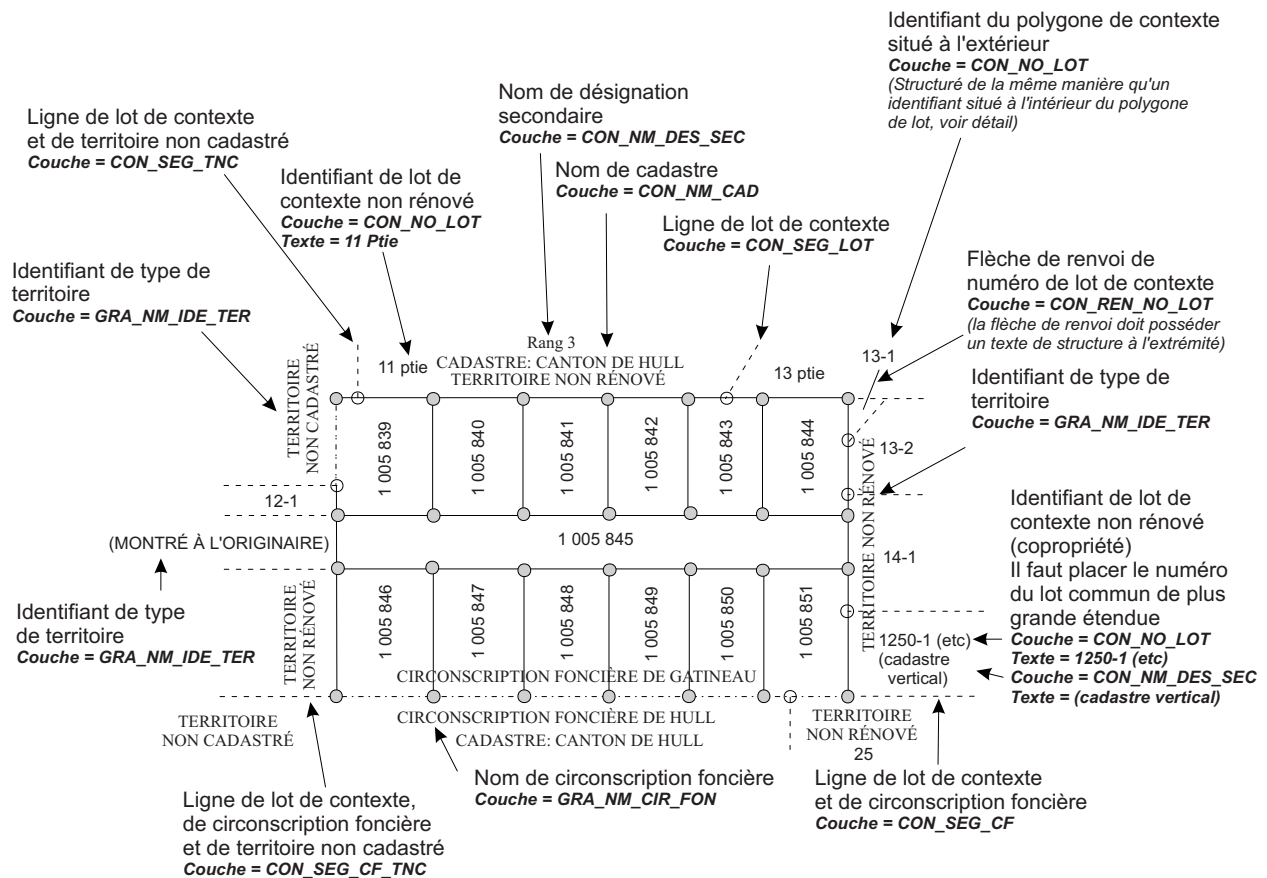 Identifiant du polygone de contexte
situé à l'extérieur
Couche = CON_NO_LOT
(Structuré de la même manière qu'un
identifiant situé à l'intérieur du polygone
de lot, voir détail)
Nom de désignation
secondaire
Couche = CON_NM_DES_SEC
Ligne de lot de contexte
et de territoire non cadastré
Couche = CON_SEG_TNC
Nom de cadastre
Couche = CON_NM_CAD
Identifiant de lot de
contexte non rénové
Couche = CON_NO_LOT
Texte = 11 Ptie
Ligne de lot de contexte
Couche = CON_SEG_LOT
Identifiant de type de
territoire
Couche = GRA_NM_IDE_TER
Flèche de renvoi de
numéro de lot de contexte
Couche = CON_REN_NO_LOT
(la flèche de renvoi doit posséder
un texte de structure à l'extrémité)
Identifiant de type de
territoire
Couche = GRA_NM_IDE_TER
Rang 3
CADASTRE: CANTON DE HULL
TERRITOIRE NON RÉNOVÉ
11 ptie
13 ptie
13-1
TERRITOIRE
NON CADASTRÉ
1 005 839
1 005 840
1 005 841
1 005 842
1 005 843
1 005 844
13-2
TERRITOIRE NON RÉNOVÉ
12-1
(MONTRÉ À L'ORIGINAIRE)
1 005 845
14-1
Identifiant de lot de
contexte non rénové
(copropriété)
Il faut placer le numéro
du lot commun de plus
grande étendue
Couche = CON_NO_LOT
Texte = 1250-1 (etc)
Couche = CON_NM_DES_SEC
Texte = (cadastre vertical)
Identifiant de type
de territoire
Couche = GRA_NM_IDE_TER
TERRITOIRE
NON RÉNOVÉ
1 005 846
1 005 847
1 005 848
1 005 849
1 005 850
1 005 851
1250-1 (etc)
(cadastre
vertical)
CIRCONSCRIPTION FONCIÈRE DE GATINEAU
CIRCONSCRIPTION FONCIÈRE DE HULL
CADASTRE: CANTON DE HULL
TERRITOIRE
NON CADASTRÉ
TERRITOIRE
NON RÉNOVÉ
25
Nom de circonscription foncière
Couche = GRA_NM_CIR_FON
Ligne de lot de contexte
et de circonscription foncière
Couche = CON_SEG_CF
Ligne de lot de contexte,
de circonscription foncière
et de territoire non cadastré
Couche = CON_SEG_CF_TNC